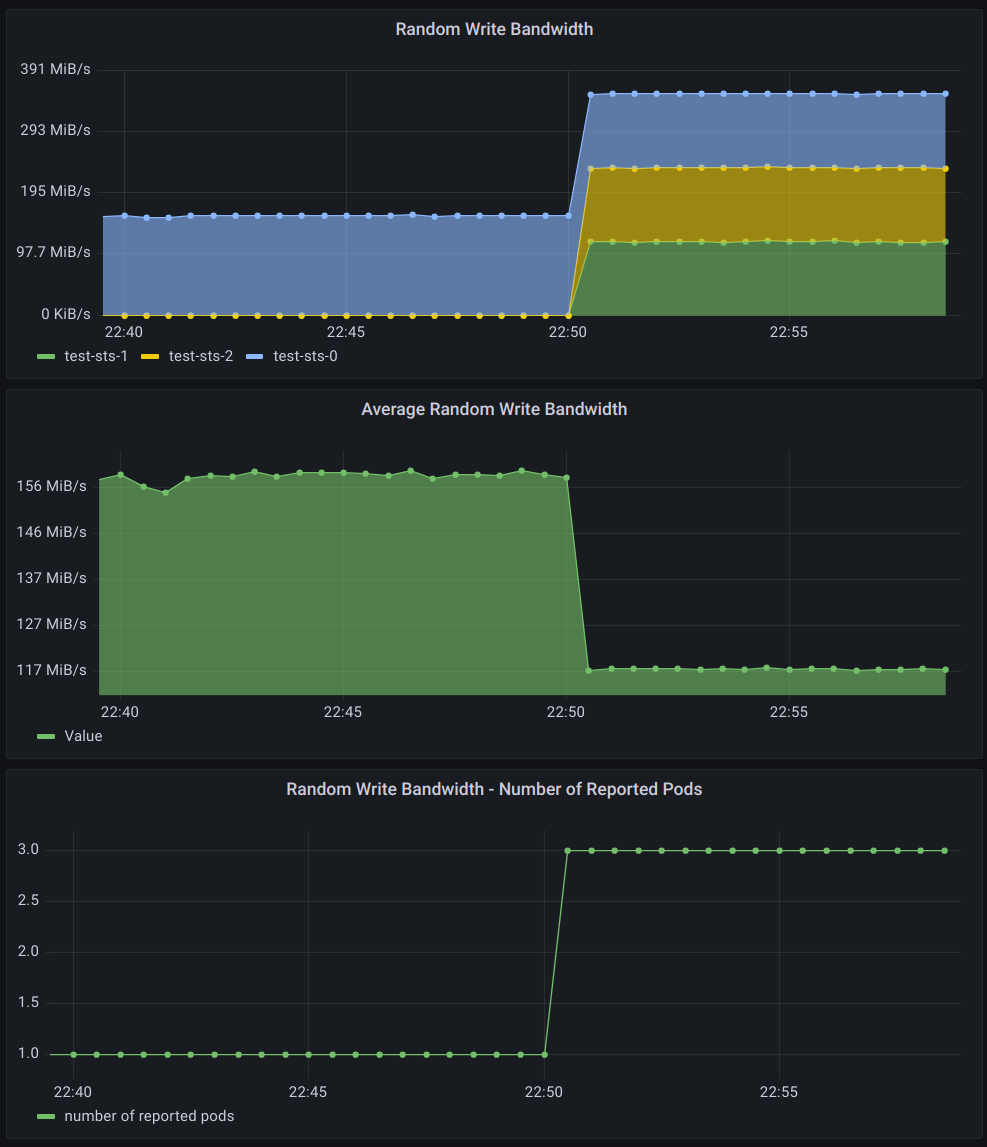 Random Write Bandwidth
391 MiB/s
293 MiB/s
195 MiB/s
97.7 MiB/s
0 KiB/s
22:40 22:45 22:50 22:55
test-sts-1 test-sts-2 test-sts-0
Average Random Write Bandwidth
156 MiB/s
146 MiB/s
137 MiB/s
127 MiB/s
117 MiB/s
22:40 22:45 22:50 22:55
Value
Random Write Bandwidth - Number of Reported Pods
3.0
2.5
2.0
1.5
1.0
22:40 22:45 22:50 22:55
number of reported pods